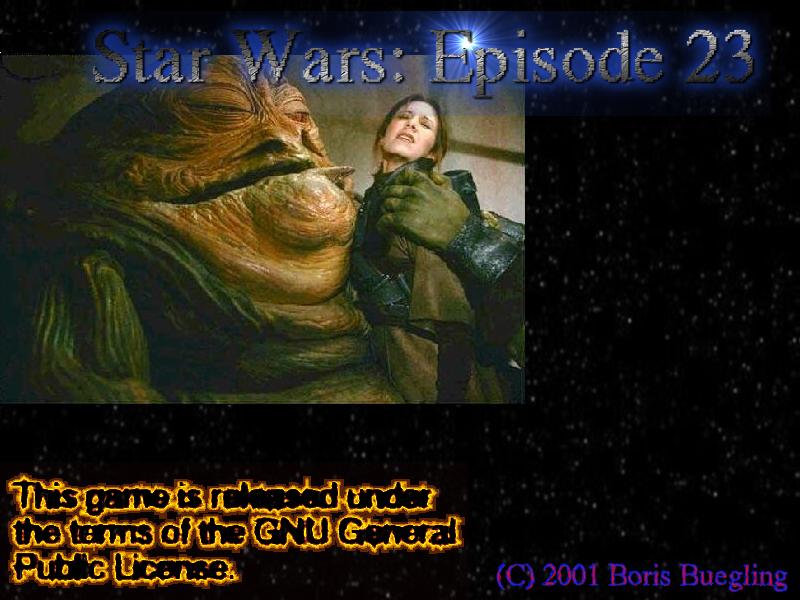 Star Wars: Episode 23
This game is released under
the terms of the GNU General
Public License.
(C) 2001 Boris Buegling